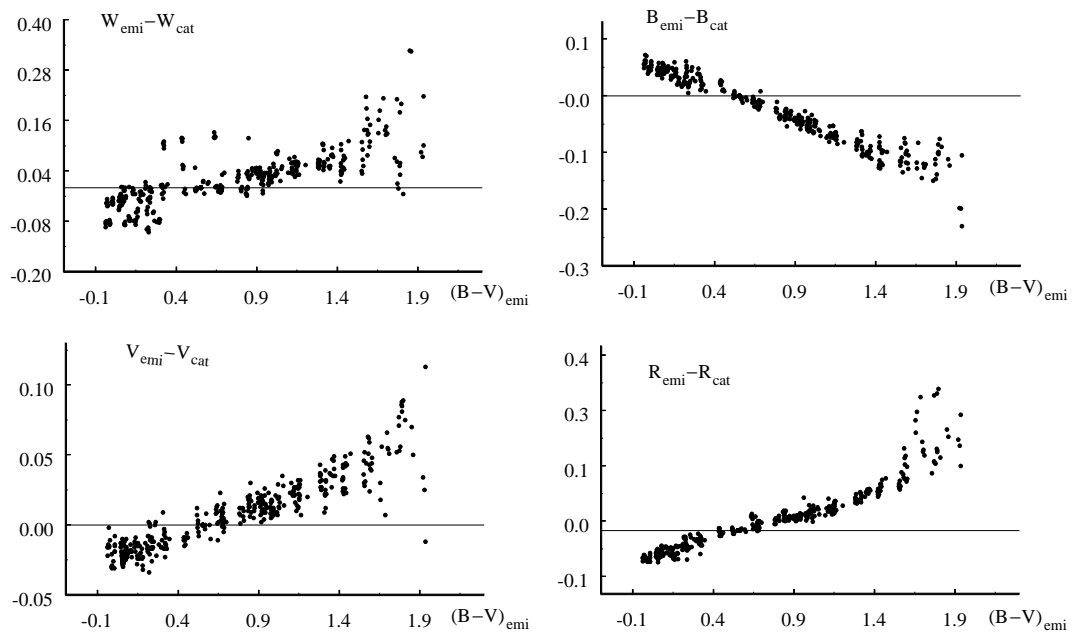 W_emi−W_cat
0.40
0.28
0.16
0.04
-0.08
-0.20
-0.1 0.4 0.9 1.4 1.9 (B−V)_emi
B_emi−B_cat
0.1
-0.0
-0.1
-0.2
-0.3
-0.1 0.4 0.9 1.4 1.9 (B−V)_emi
V_emi−V_cat
0.10
0.05
0.00
-0.05
-0.1 0.4 0.9 1.4 1.9 (B−V)_emi
R_emi−R_cat
0.4
0.3
0.1
0.0
-0.1
-0.1 0.4 0.9 1.4 1.9 (B−V)_emi